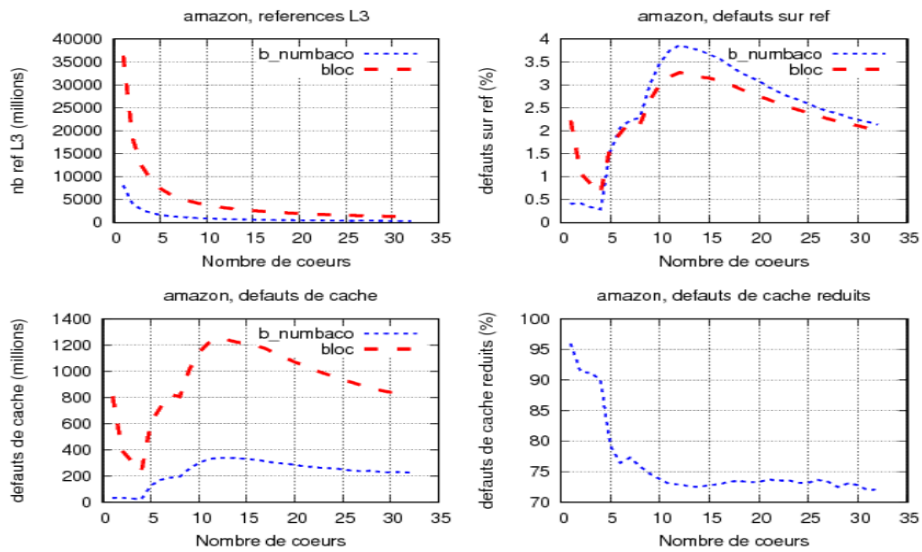 amazon, references L3
nb ref L3 (millions)
40000
35000
30000
25000
20000
15000
10000
5000
0
b_numbaco
bloc
0 5 10 15 20 25 30 35
Nombre de coeurs
amazon, defauts sur ref
defauts sur ref (%)
4
3.5
3
2.5
2
1.5
1
0.5
0
b_numbaco
bloc
0 5 10 15 20 25 30 35
Nombre de coeurs
amazon, defauts de cache
defauts de cache (millions)
1400
1200
1000
800
600
400
200
0
b_numbaco
bloc
0 5 10 15 20 25 30 35
Nombre de coeurs
amazon, defauts de cache reduits
defauts de cache reduits (%)
100
95
90
85
80
75
70
0 5 10 15 20 25 30 35
Nombre de coeurs